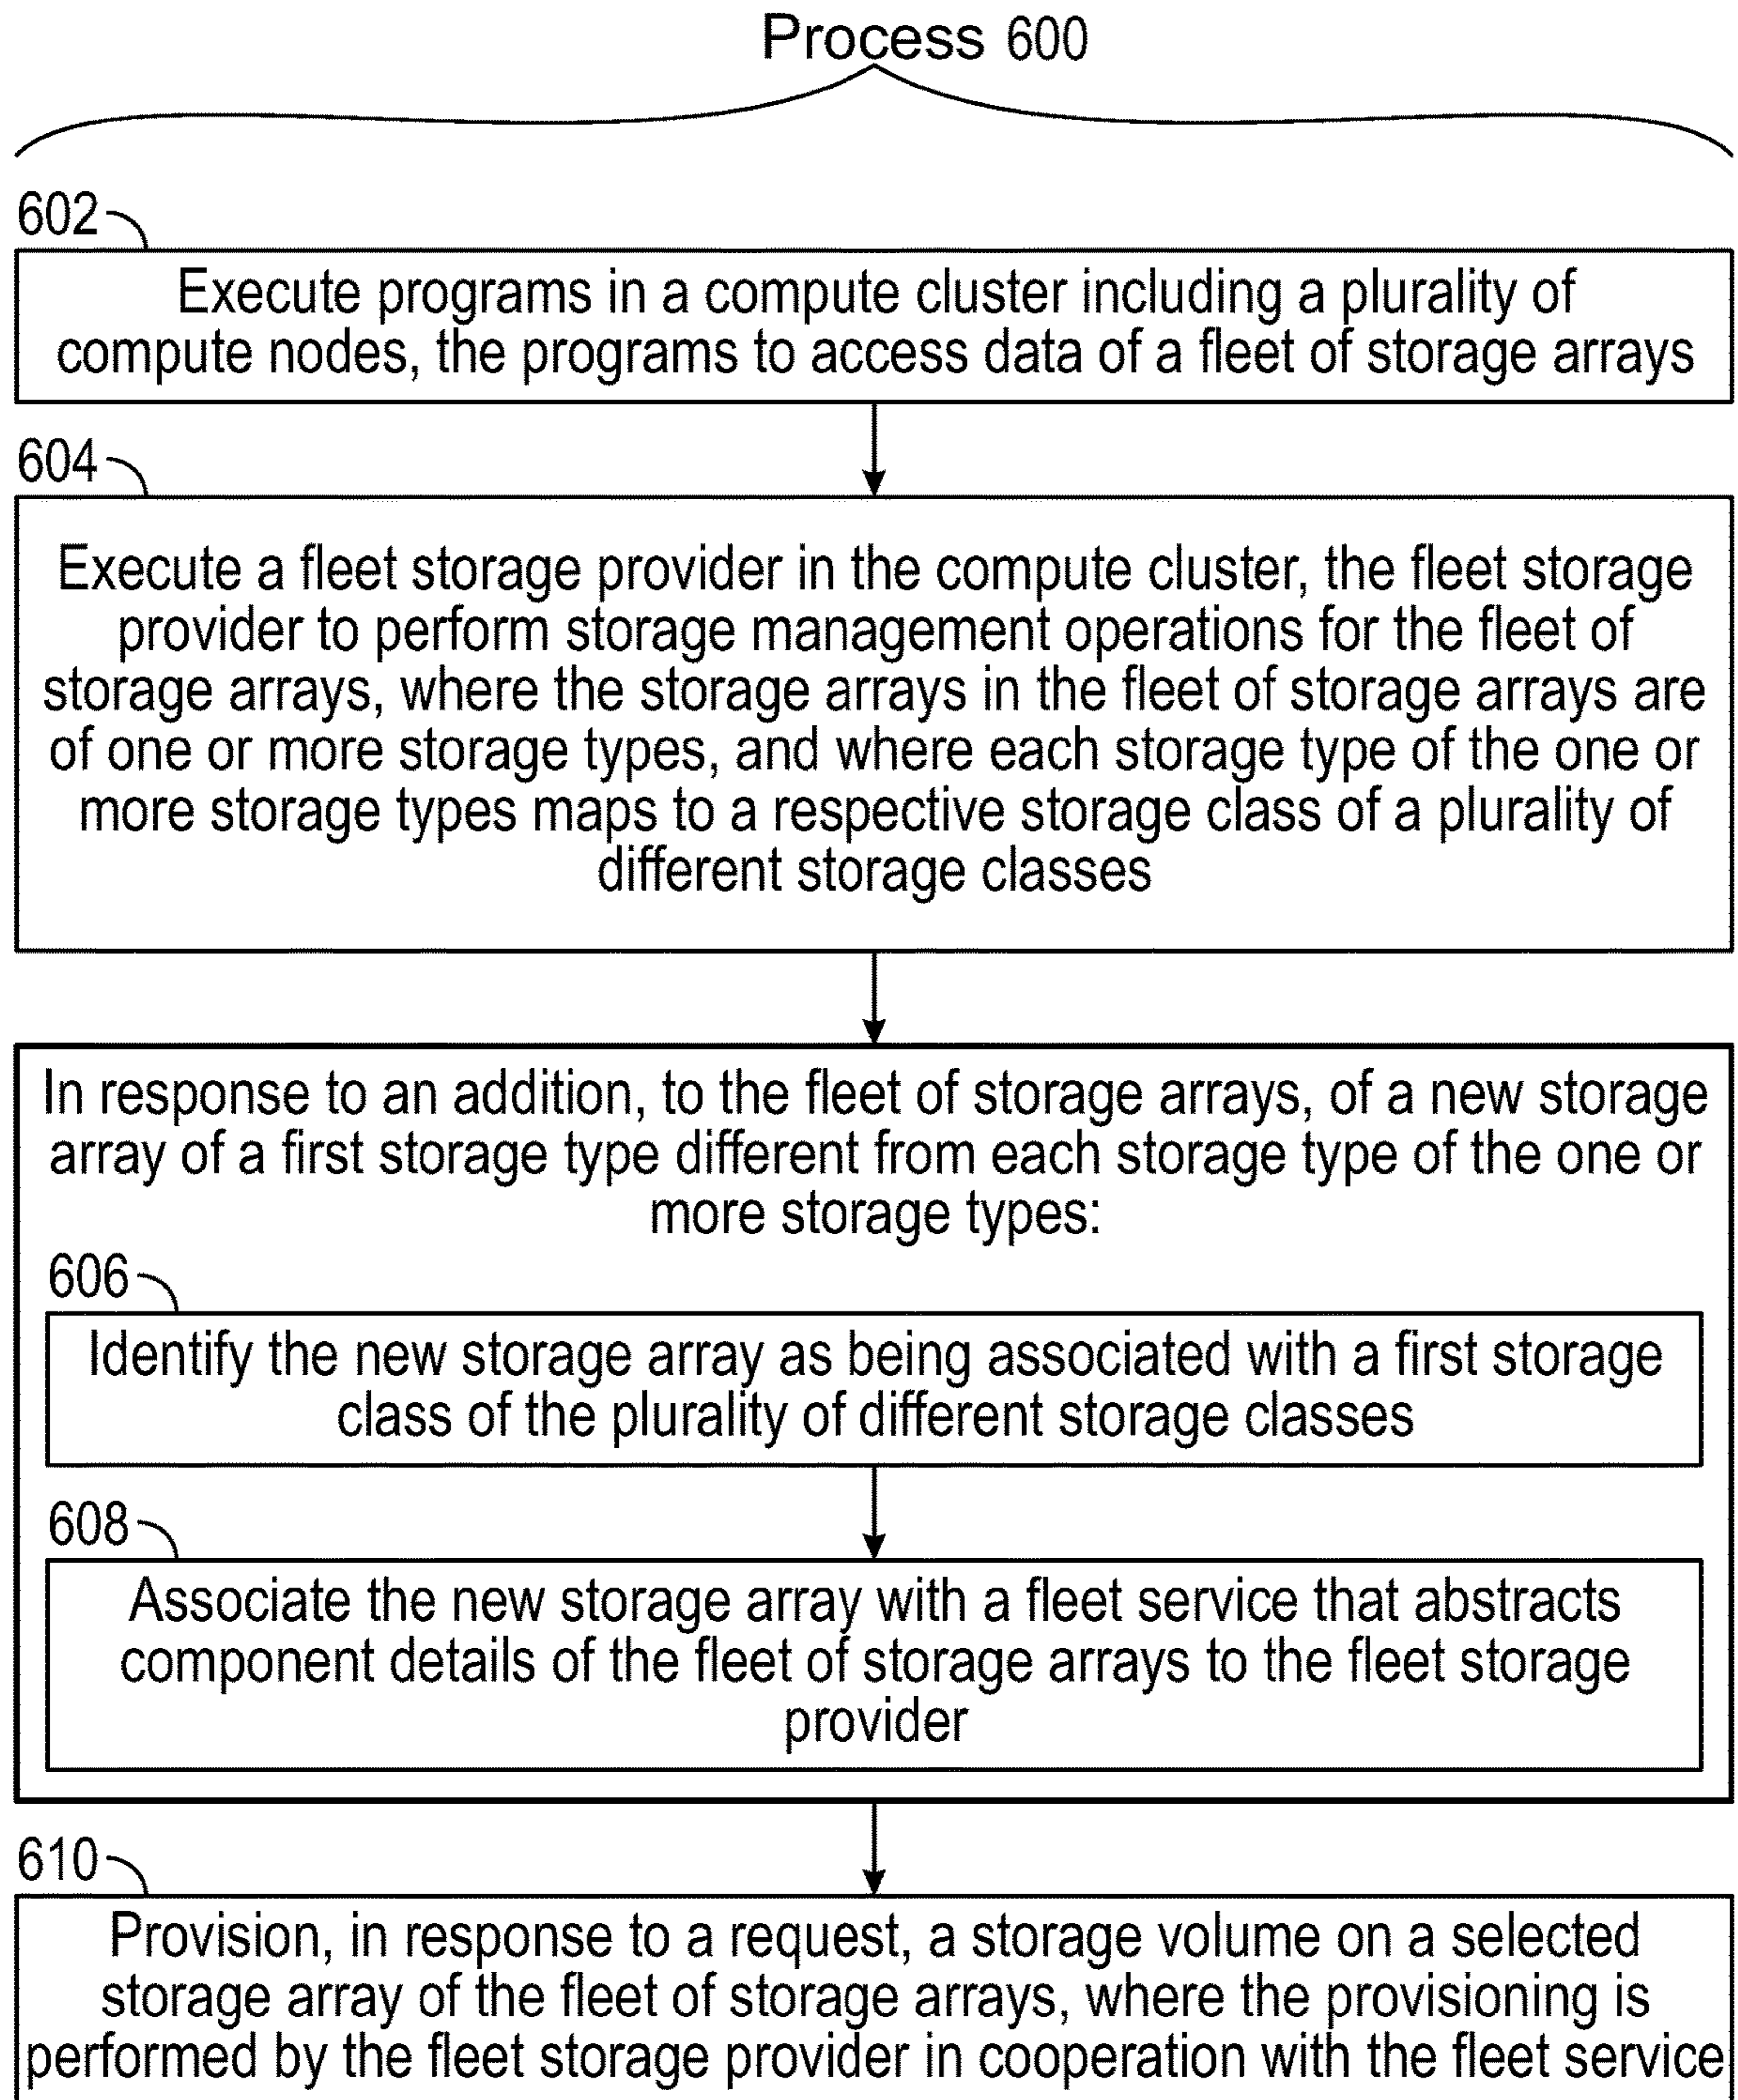 Process 600
602
Execute programs in a compute cluster including a plurality of
compute nodes, the programs to access data of a fleet of storage arrays
604
Execute a fleet storage provider in the compute cluster, the fleet storage
provider to perform storage management operations for the fleet of
storage arrays, where the storage arrays in the fleet of storage arrays are
of one or more storage types, and where each storage type of the one or
more storage types maps to a respective storage class of a plurality of
different storage classes
In response to an addition, to the fleet of storage arrays, of a new storage
array of a first storage type different from each storage type of the one or
more storage types:
606
Identify the new storage array as being associated with a first storage
class of the plurality of different storage classes
608
Associate the new storage array with a fleet service that abstracts
component details of the fleet of storage arrays to the fleet storage
provider
610
Provision, in response to a request, a storage volume on a selected
storage array of the fleet of storage arrays, where the provisioning is
performed by the fleet storage provider in cooperation with the fleet service